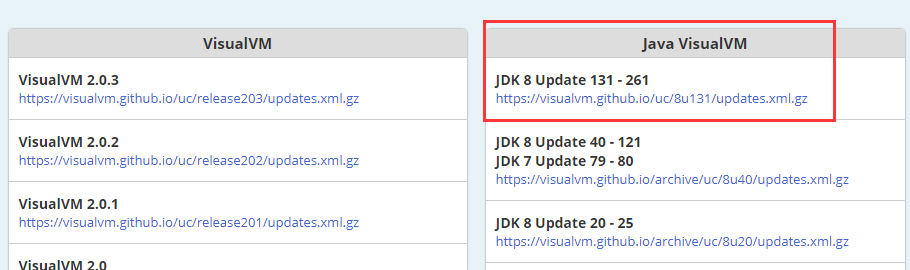 VisualVM
VisualVM 2.0.3
https://visualvm.github.io/uc/release203/updates.xml.gz
VisualVM 2.0.2
https://visualvm.github.io/uc/release202/updates.xml.gz
VisualVM 2.0.1
https://visualvm.github.io/uc/release201/updates.xml.gz
VisualVM 2.0
Java VisualVM
JDK 8 Update 131 - 261
https://visualvm.github.io/uc/8u131/updates.xml.gz
JDK 8 Update 40 - 121
JDK 7 Update 79 - 80
https://visualvm.github.io/archive/uc/8u40/updates.xml.gz
JDK 8 Update 20 - 25
https://visualvm.github.io/archive/uc/8u20/updates.xml.gz